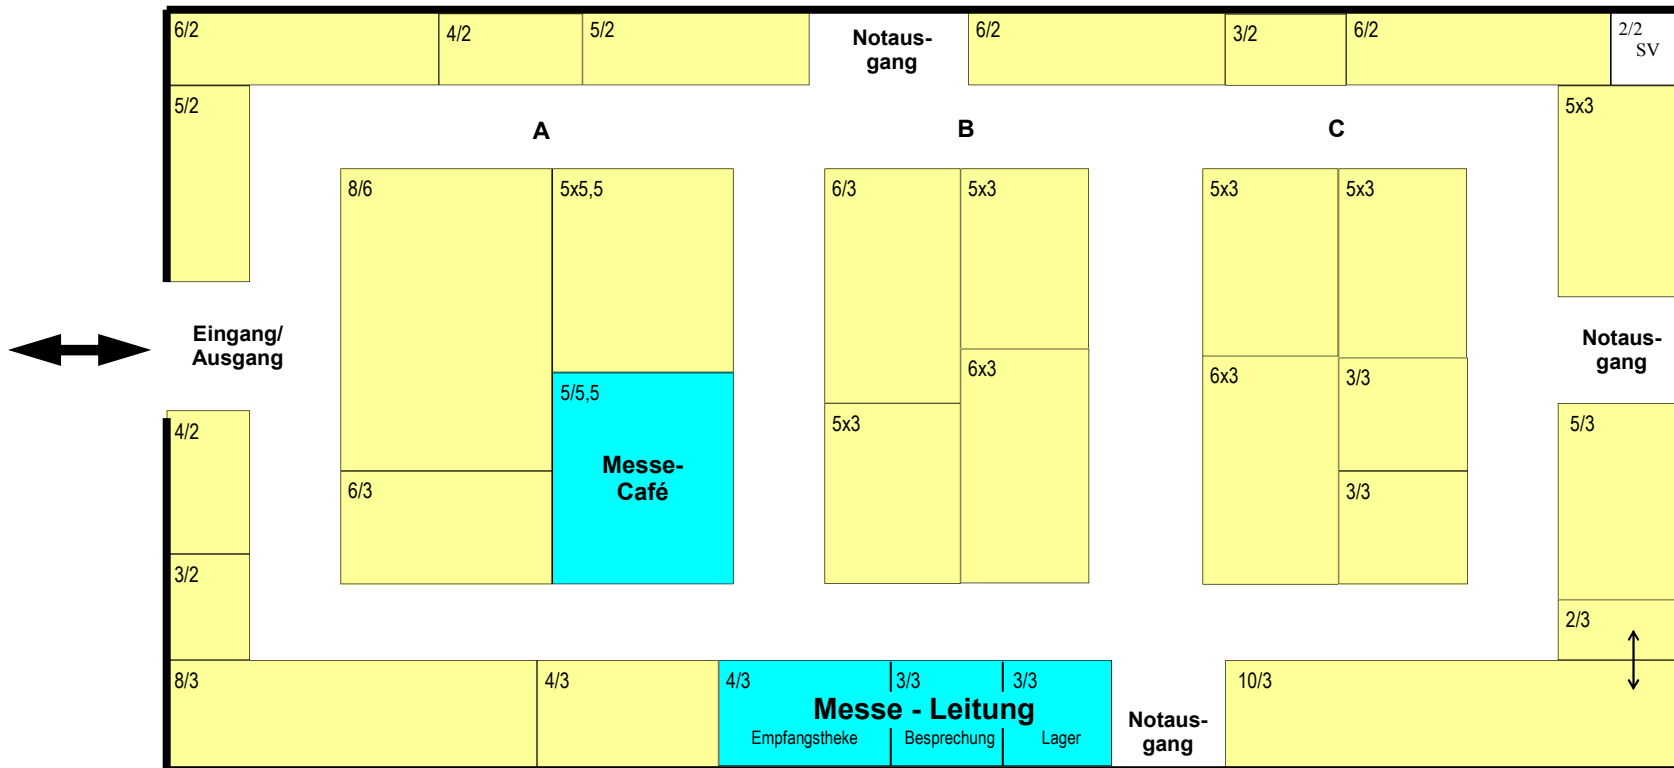 6/2
4/2
5/2
Notaus-
gang
6/2
3/2
6/2
2/2
SV
5/2
5x3
A
B
C
8/6
5x5,5
6/3
5x3
5x3
5x3
Eingang/
Ausgang
Notaus-
gang
5/5,5
Messe-
Café
6x3
6x3
3/3
4/2
5x3
5/3
6/3
3/3
3/2
2/3
8/3
4/3
4/3
3/3
3/3
Messe - Leitung
Empfangstheke
Besprechung
Lager
Notaus-
gang
10/3